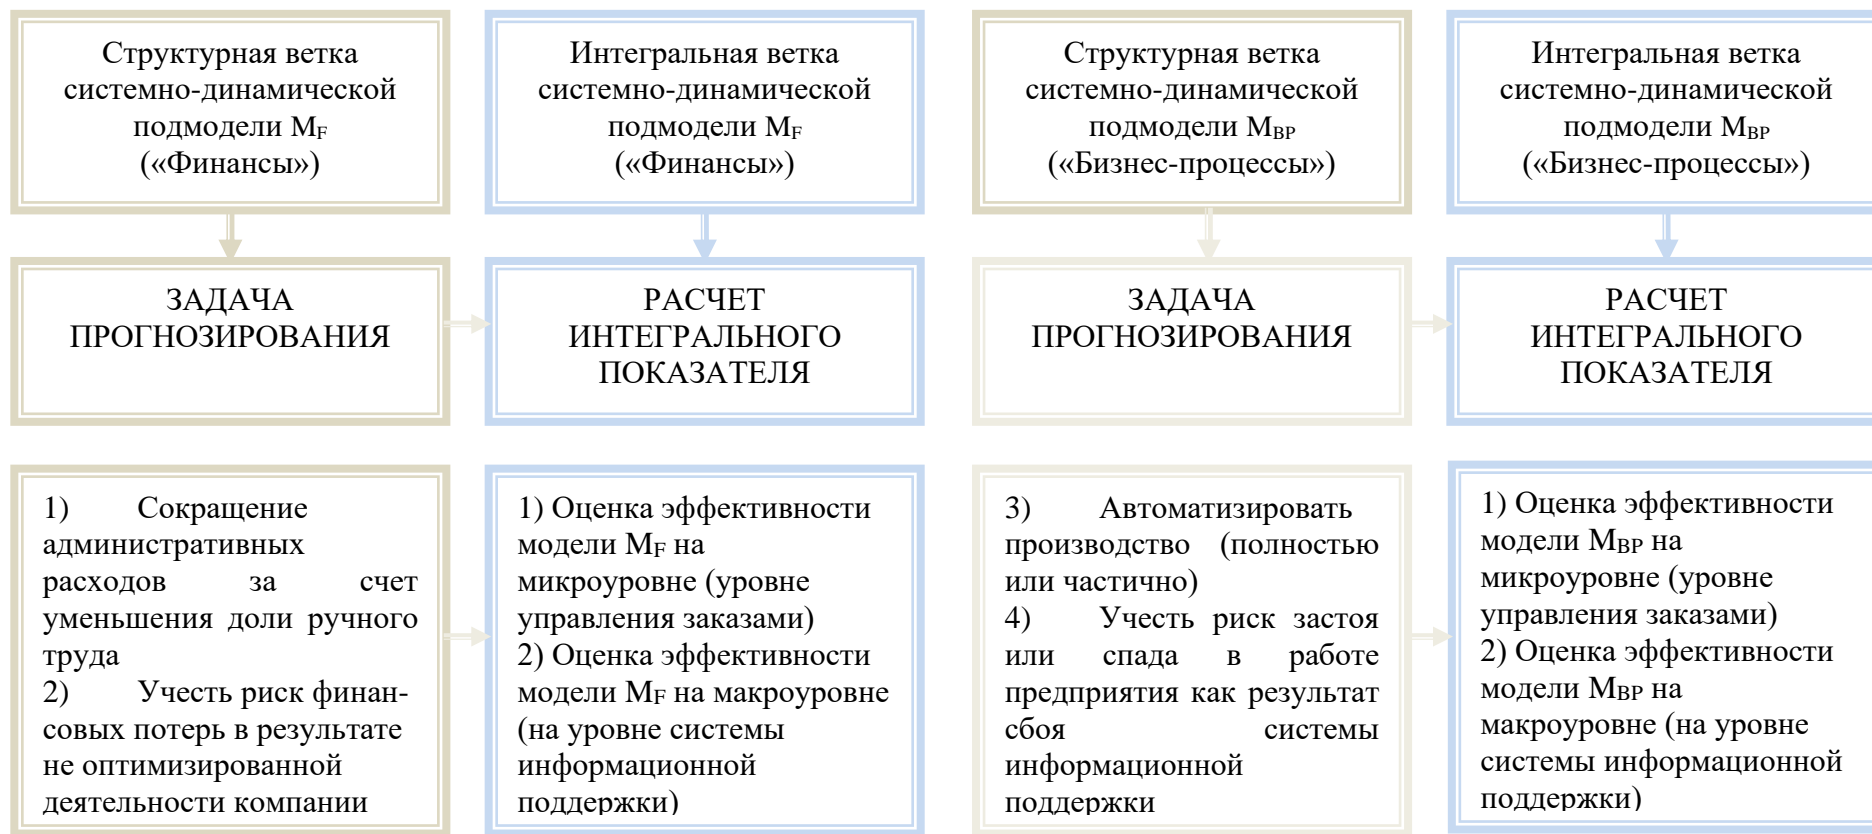 Структурная ветка
системно-динамической
подмодели MF
(«Финансы»)
Интегральная ветка
системно-динамической
подмодели MF
(«Финансы»)
Структурная ветка
системно-динамической
подмодели MBP
(«Бизнес-процессы»)
Интегральная ветка
системно-динамической
подмодели MBP
(«Бизнес-процессы»)
ЗАДАЧА
ПРОГНОЗИРОВАНИЯ
РАСЧЕТ
ИНТЕГРАЛЬНОГО
ПОКАЗАТЕЛЯ
ЗАДАЧА
ПРОГНОЗИРОВАНИЯ
РАСЧЕТ
ИНТЕГРАЛЬНОГО
ПОКАЗАТЕЛЯ
1) Сокращение
административных
расходов за счет
уменьшения доли ручного
труда
2) Учесть риск финан-
совых потерь в результате
не оптимизированной
деятельности компании
1) Оценка эффективности
модели MF на
микроуровне (уровне
управления заказами)
2) Оценка эффективности
модели MF на макроуровне
(на уровне системы
информационной
поддержки)
3) Автоматизировать
производство (полностью
или частично)
4) Учесть риск застоя
или спада в работе
предприятия как результат
сбоя системы
информационной
поддержки
1) Оценка эффективности
модели MBP на
микроуровне (уровне
управления заказами)
2) Оценка эффективности
модели MBP на
макроуровне (на уровне
системы информационной
поддержки)